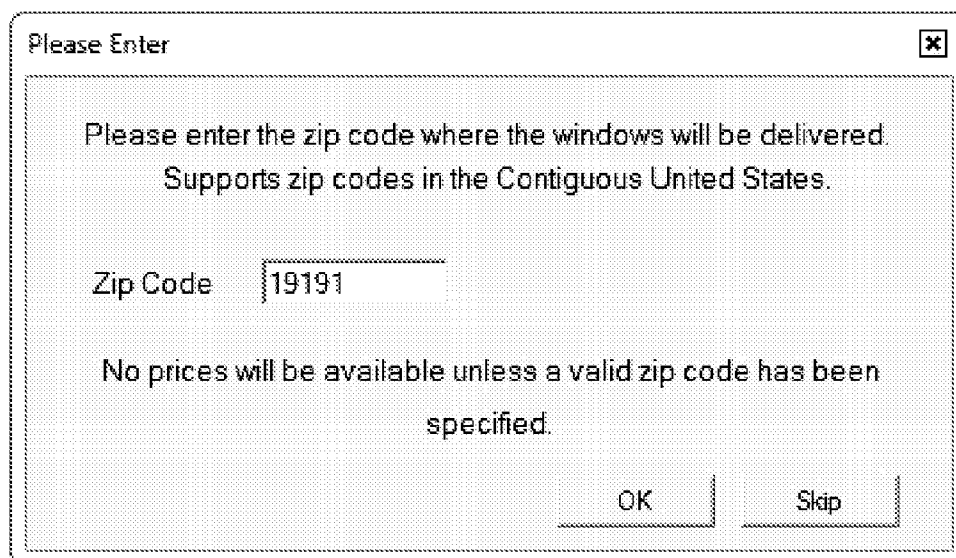 Please Enter
Please enter the zip code where the windows will be delivered.
Supports zip codes in the Contiguous United States.
Zip Code 19191
No prices will be available unless a valid zip code has been
specified.
OK Skip